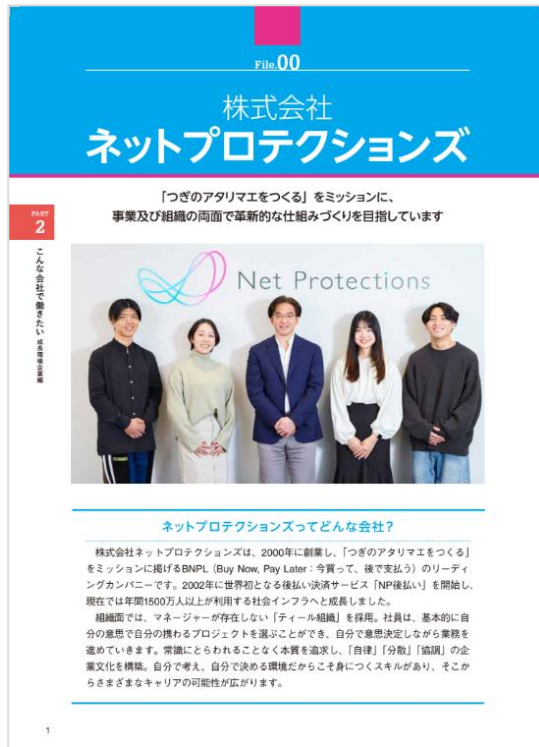 File.00
株式会社
ネットプロテクションズ
「つぎのアタリマエをつくる」をミッションに、
事業及び組織の両面で革新的な仕組みづくりを目指しています
PART
2
こんな会社で働きたい 成長環境企業編
Net Protections
ネットプロテクションズってどんな会社？
株式会社ネットプロテクションズは、2000年に創業し、「つぎのアタリマエをつくる」
をミッションに掲げるBNPL（Buy Now, Pay Later：今買って、後で支払う）のリーディ
ングカンパニーです。2002年に世界初となる後払い決済サービス「NP後払い」を開始し、
現在では年間1500万人以上が利用する社会インフラへと成長しました。
組織面では、マネージャーが存在しない「ティール組織」を採用。社員は、基本的に自
分の意思で自分の携わるプロジェクトを選ぶことができ、自分で意思決定しながら業務を
進めていきます。常識にとらわれることなく本質を追求し、「自律」「分散」「協調」の企
業文化を構築。自分で考え、自分で決める環境だからこそ身につくスキルがあり、そこか
らさまざまなキャリアの可能性が広がります。
1